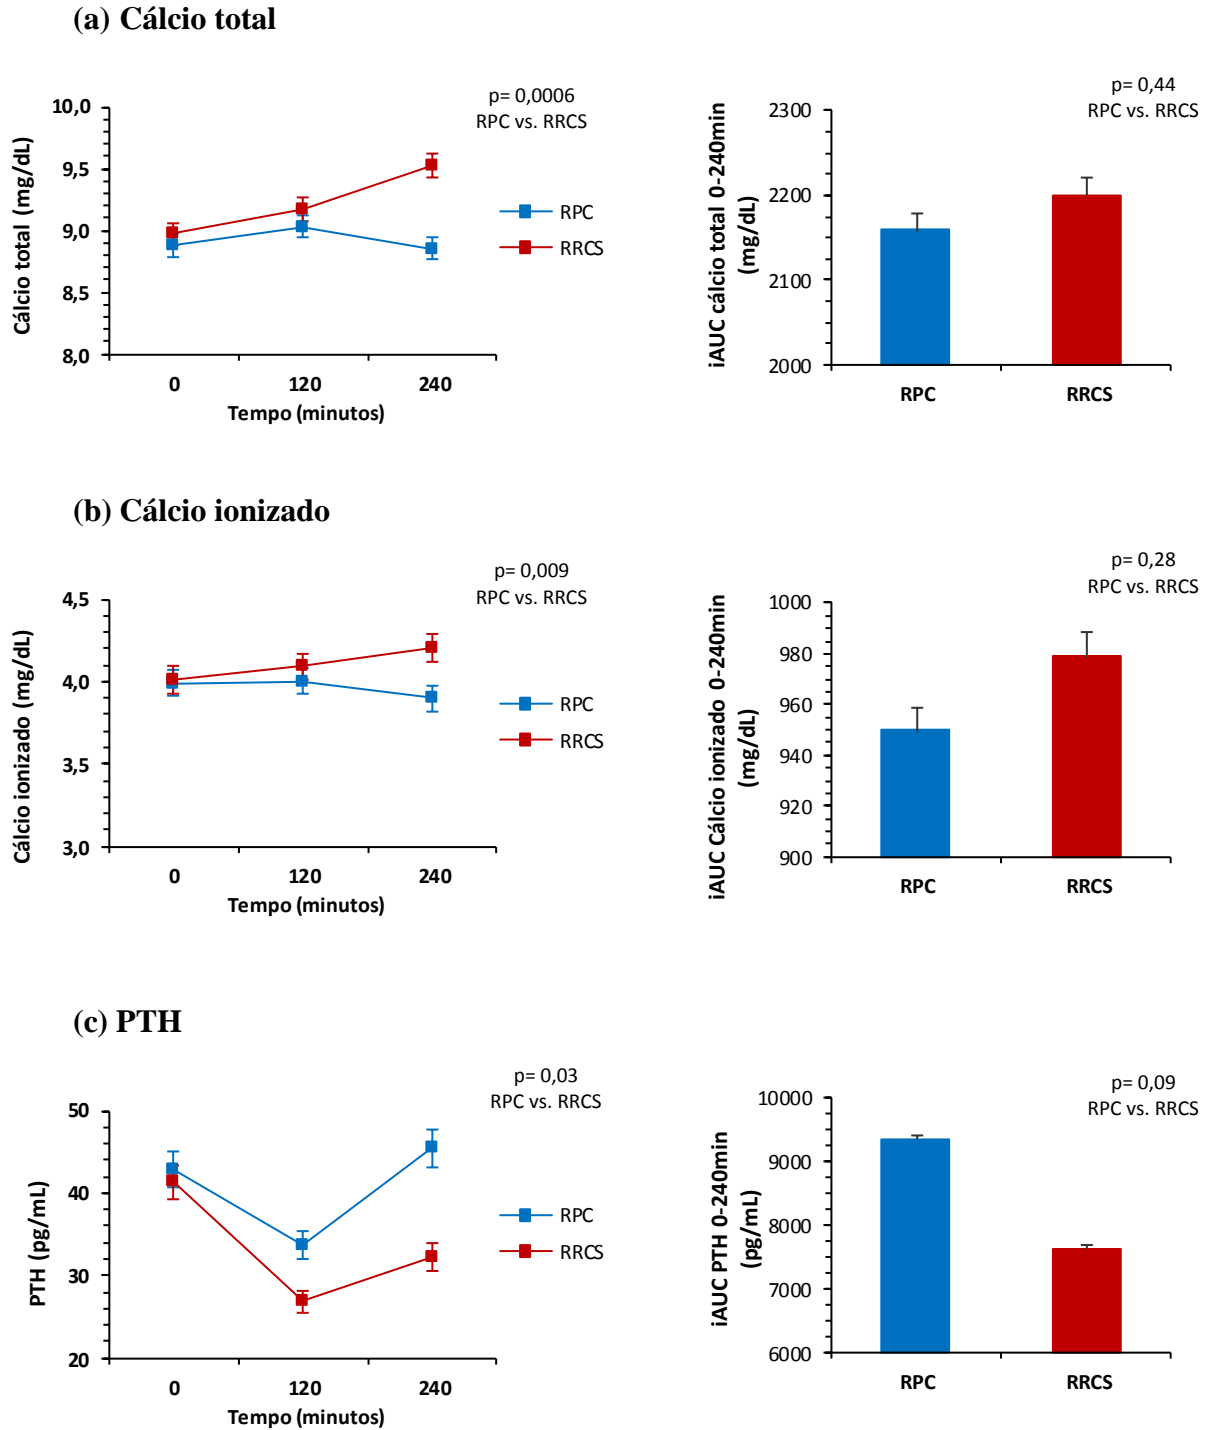 (a) Cálcio total
p= 0,0006
RPC vs. RRCS
Cálcio total (mg/dL)
10,0
9,5
9,0
8,5
8,0
0 120 240
Tempo (minutos)
RPC
RRCS
p= 0,44
RPC vs. RRCS
iAUC cálcio total 0-240min
(mg/dL)
2300
2200
2100
2000
RPC RRCS
(b) Cálcio ionizado
p= 0,009
RPC vs. RRCS
Cálcio ionizado (mg/dL)
4,5
4,0
3,5
3,0
0 120 240
Tempo (minutos)
RPC
RRCS
p= 0,28
RPC vs. RRCS
iAUC Cálcio ionizado 0-240min
(mg/dL)
1000
980
960
940
920
900
RPC RRCS
(c) PTH
p= 0,03
RPC vs. RRCS
PTH (pg/mL)
50
40
30
20
0 120 240
Tempo (minutos)
RPC
RRCS
p= 0,09
RPC vs. RRCS
iAUC PTH 0-240min
(pg/mL)
10000
9000
8000
7000
6000
RPC RRCS